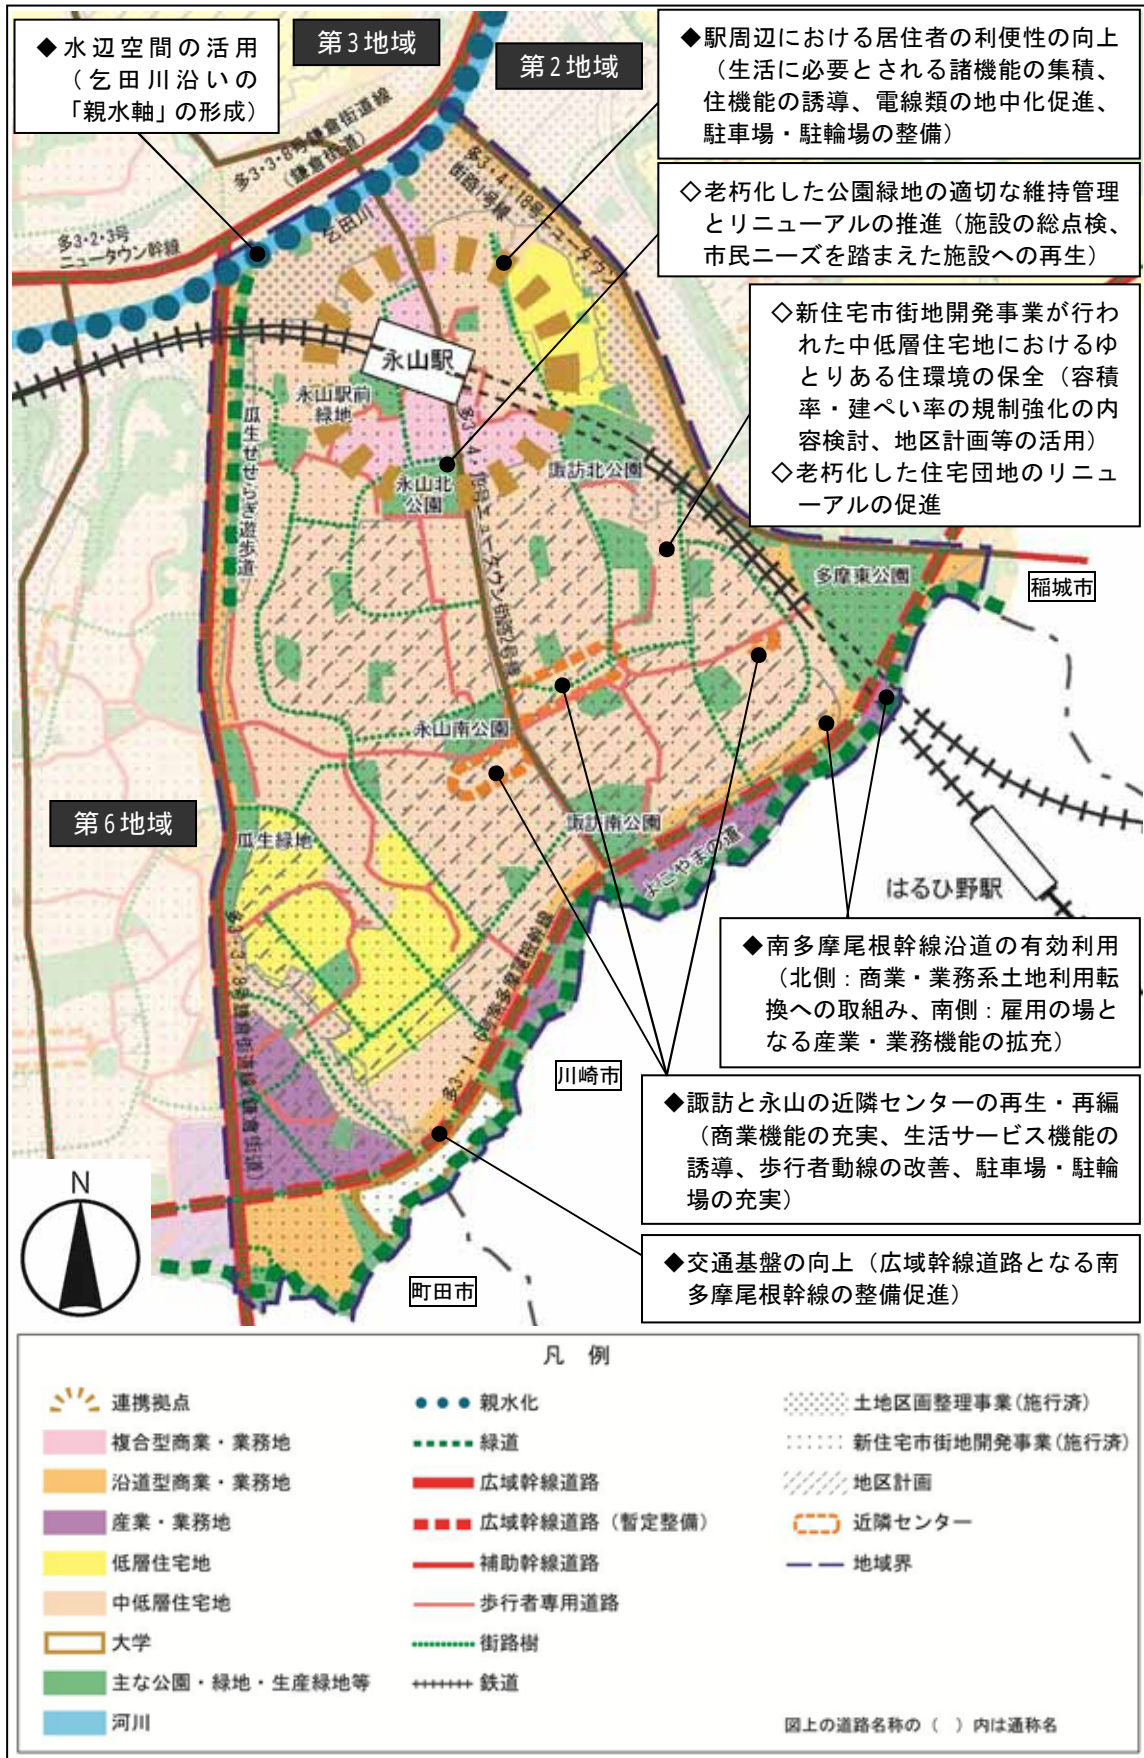 ◆水辺空間の活用
（乞田川沿いの
「親水軸」の形成）
第3地域
第2地域
◆駅周辺における居住者の利便性の向上
（生活に必要とされる諸機能の集積、
住機能の誘導、電線類の地中化促進、
駐車場・駐輪場の整備）
◇老朽化した公園緑地の適切な維持管理
とリニューアルの推進（施設の総点検、
市民ニーズを踏まえた施設への再生）
◇新住宅市街地開発事業が行わ
れた中低層住宅地におけるゆ
とりある住環境の保全（容積
率・建ぺい率の規制強化の内
容検討、地区計画等の活用）
◇老朽化した住宅団地のリニュ
ーアルの促進
多3・3・8号鎌倉街道線
（鎌倉街道）
多3・4・18号ニュータウン
街路1号線
乞田川
多3・2・3号
ニュータウン幹線
永山駅
永山駅前
緑地
瓜生せせらぎ遊歩道
永山北
公園
諏訪北公園
多摩東公園
稲城市
永山南公園
諏訪南公園
よこやまの道
第6地域
瓜生緑地
はるひ野駅
◆南多摩尾根幹線沿道の有効利用
（北側：商業・業務系土地利用転
換への取組み、南側：雇用の場と
なる産業・業務機能の拡充）
川崎市
◆諏訪と永山の近隣センターの再生・再編
（商業機能の充実、生活サービス機能の
誘導、歩行者動線の改善、駐車場・駐輪
場の充実）
◆交通基盤の向上（広域幹線道路となる南
多摩尾根幹線の整備促進）
町田市
N
凡 例
連携拠点
複合型商業・業務地
沿道型商業・業務地
産業・業務地
低層住宅地
中低層住宅地
大学
主な公園・緑地・生産緑地等
河川
親水化
緑道
広域幹線道路
広域幹線道路（暫定整備）
補助幹線道路
歩行者専用道路
街路樹
鉄道
土地区画整理事業(施行済)
新住宅市街地開発事業(施行済)
地区計画
近隣センター
地域界
図上の道路名称の（ ）内は通称名